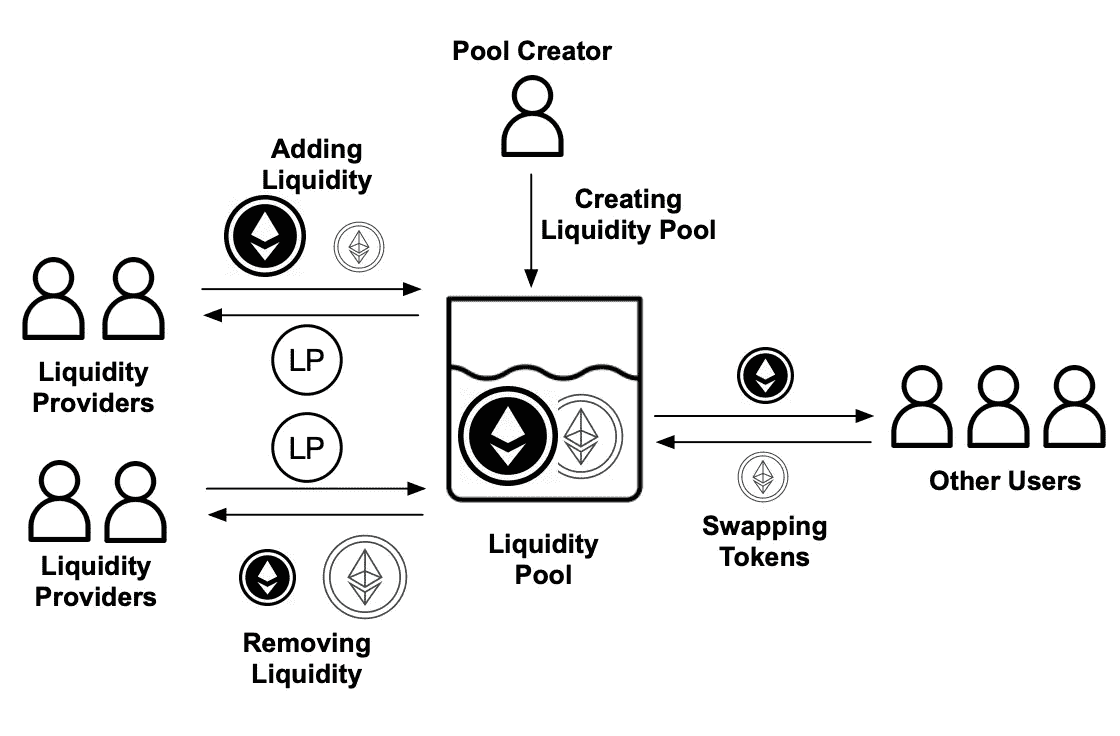 Pool Creator
Adding
Liquidity
Creating
Liquidity Pool
Liquidity
Providers
LP
LP
Liquidity
Providers
Removing
Liquidity
Liquidity
Pool
Swapping
Tokens
Other Users